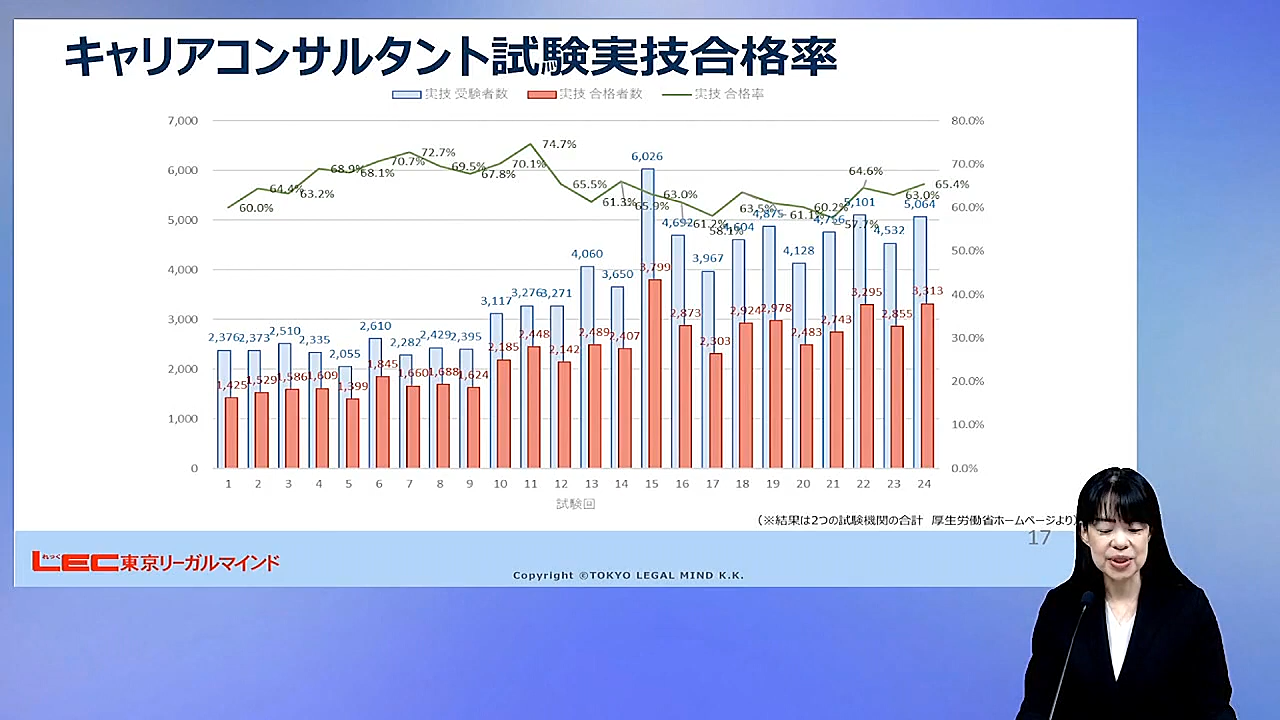 キャリアコンサルタント試験実技合格率
実技 受験者数 実技 合格者数 実技 合格率
7,000 80.0%
6,000 70.0%
5,000 60.0%
4,000 50.0%
3,000 40.0%
2,000 30.0%
1,000 20.0%
0 10.0%
0.0%
60.0% 64.4% 63.2% 68.9% 68.1% 70.7% 72.7% 69.5% 67.8% 70.1% 74.7% 65.5% 61.3% 65.9% 63.0% 61.2% 58.1% 63.5% 61.1% 60.2% 57.7% 64.6% 63.0% 65.4%
2,376 2,373 2,510 2,335 2,055 2,610 2,282 2,429 2,395 3,117 3,276 3,271 4,060 3,650 6,026 4,692 3,967 4,604 4,875 4,128 4,756 5,101 4,532 5,064
1,425 1,529 1,586 1,609 1,399 1,845 1,660 1,688 1,624 2,185 2,448 2,142 2,489 2,407 3,799 2,873 2,303 2,924 2,978 2,483 2,743 3,295 2,855 3,313
1 2 3 4 5 6 7 8 9 10 11 12 13 14 15 16 17 18 19 20 21 22 23 24
試験回
（※結果は2つの試験機関の合計 厚生労働省ホームページより）
17
れっく
LEC東京リーガルマインド
Copyright ©TOKYO LEGAL MIND K.K.